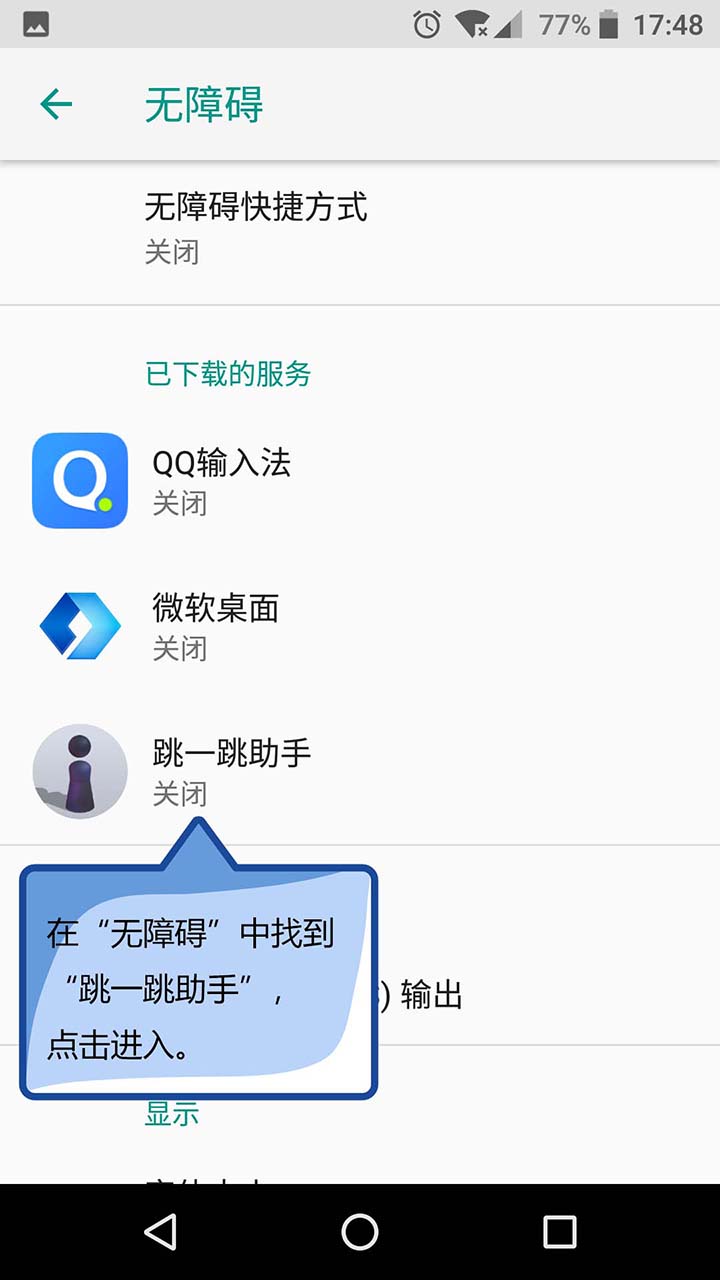 77% 17:48
无障碍
无障碍快捷方式
关闭
已下载的服务
QQ输入法
关闭
微软桌面
关闭
跳一跳助手
关闭
在“无障碍”中找到
“跳一跳助手”,
点击进入。
) 输出
显示